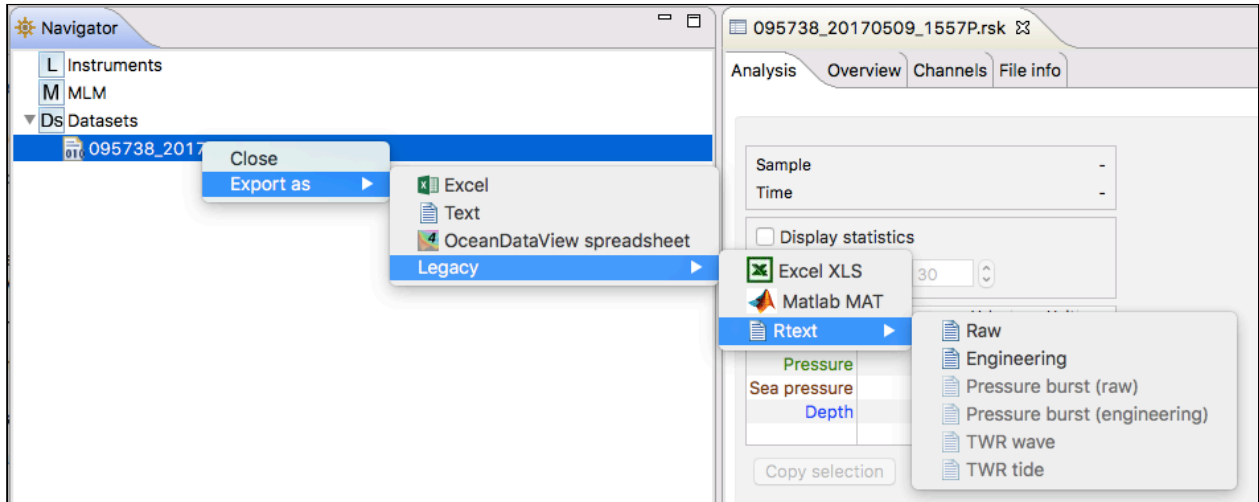 Navigator
L Instruments
M MLM
Ds Datasets
095738_2017
Close
Export as
Excel
Text
OceanDataView spreadsheet
Legacy
Excel XLS
Matlab MAT
Rtext
Raw
Engineering
Pressure burst (raw)
Pressure burst (engineering)
TWR wave
TWR tide
095738_20170509_1557P.rsk
Analysis Overview Channels File info
Sample -
Time -
Display statistics
30
Pressure
Sea pressure
Depth
Copy selection